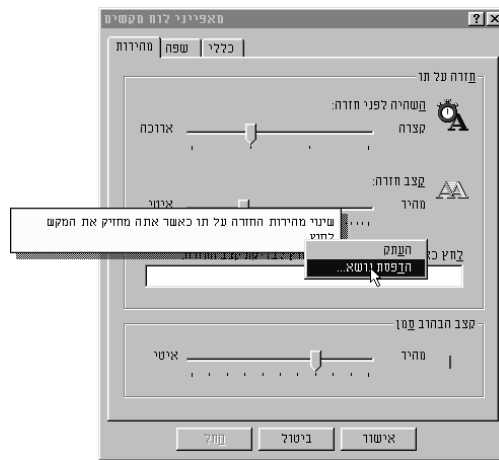 מאפייני לוח מקשים
מהירות שפה כללי
חזרה על תו
השהיה לפני חזרה:
קצרה ארוכה
קצב חזרה:
מהיר איטי
שינוי מהירות החזרה על תו כאשר אתה מחזיק את המקש
לחוץ
העתק
הדפסת נושא...
לחץ
קצב הבהוב סמן
מהיר איטי
אישור ביטול החל